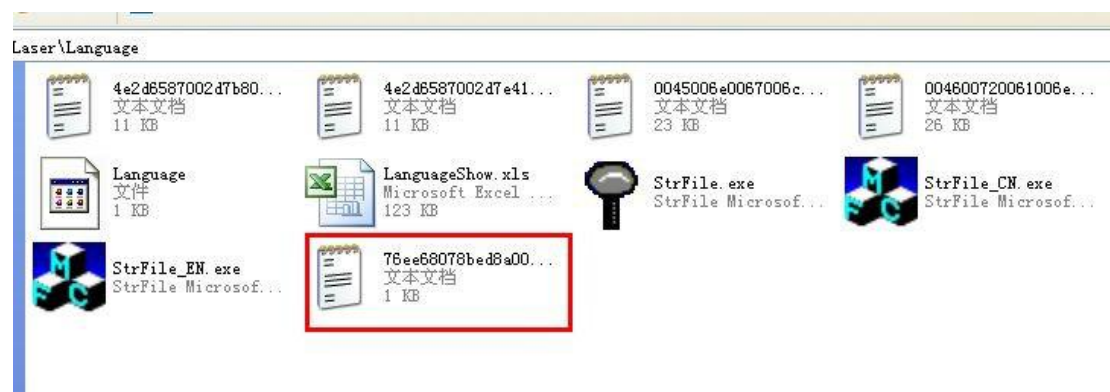 Laser\Language
4e2d6587002d7b80...
文本文档
11 KB
4e2d6587002d7e41...
文本文档
11 KB
0045006e0067006c...
文本文档
23 KB
004600720061006e...
文本文档
26 KB
Language
文件
1 KB
LanguageShow.xls
Microsoft Excel ...
123 KB
StrFile.exe
StrFile Microsof...
StrFile_CN.exe
StrFile Microsof...
StrFile_EN.exe
StrFile Microsof...
76ee68078bed8a00...
文本文档
1 KB